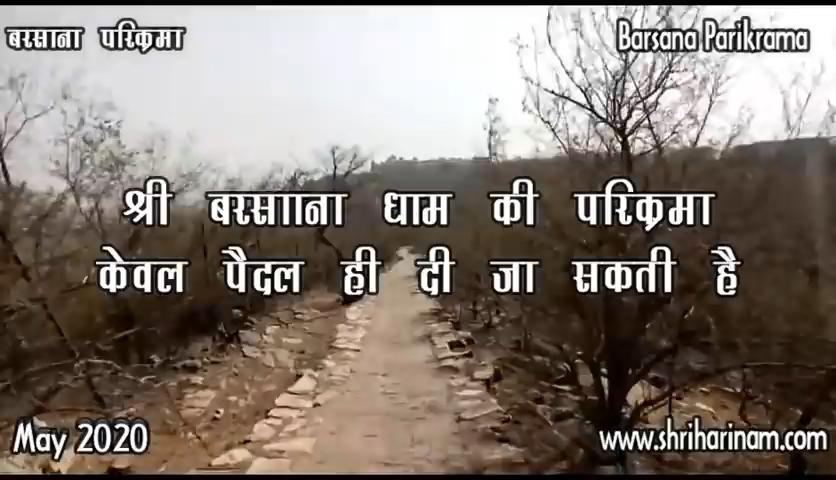 बरसाना परिक्रमा
Barsana Parikrama
श्री बरसााना धाम की परिक्रमा
केवल पैदल ही दी जा सकती है
May 2020
www.shriharinam.com